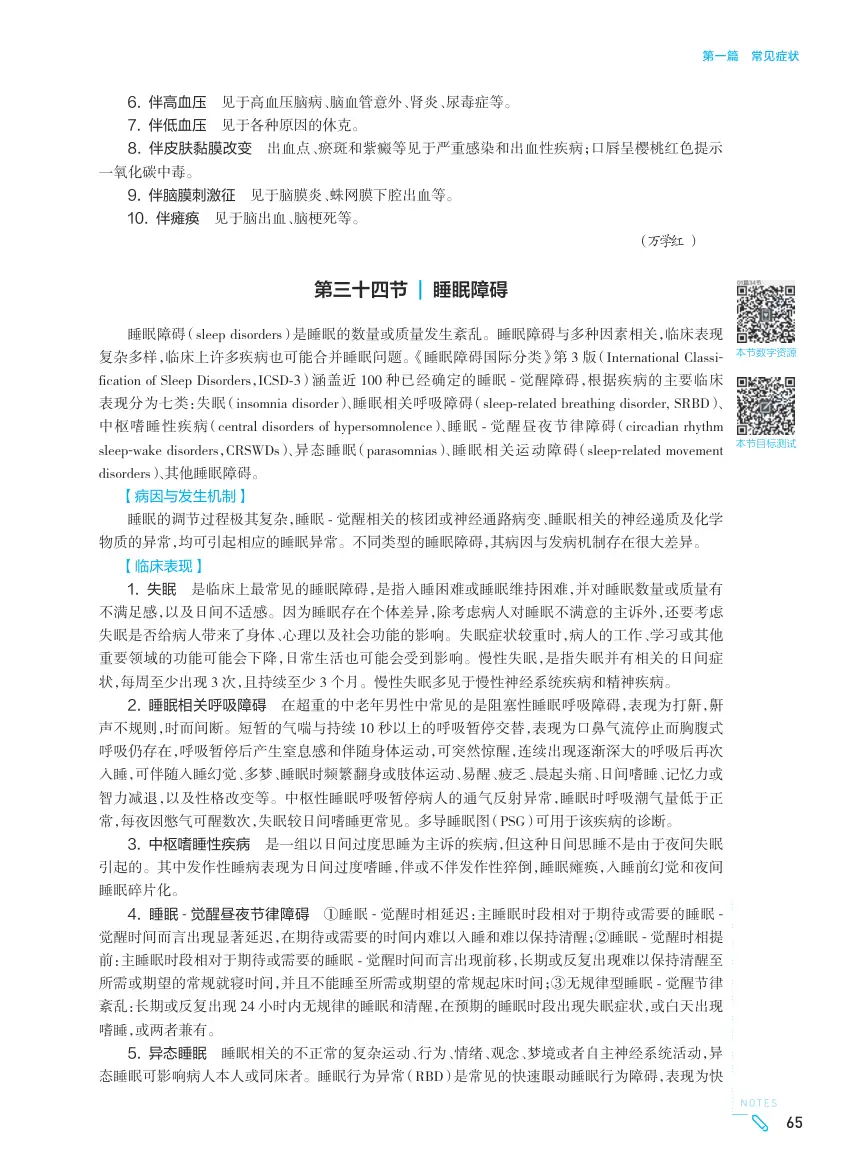 第一篇 常见症状
6. 伴高血压 见于高血压脑病、脑血管意外、肾炎、尿毒症等。
7. 伴低血压 见于各种原因的休克。
8. 伴皮肤黏膜改变 出血点、瘀斑和紫癜等见于严重感染和出血性疾病;口唇呈樱桃红色提示
一氧化碳中毒。
9. 伴脑膜刺激征 见于脑膜炎、蛛网膜下腔出血等。
10. 伴瘫痪 见于脑出血、脑梗死等。
(万学红 )
第三十四节 | 睡眠障碍
本节数字资源
本节目标测试
睡眠障碍(sleep disorders)是睡眠的数量或质量发生紊乱。睡眠障碍与多种因素相关,临床表现
复杂多样,临床上许多疾病也可能合并睡眠问题。《睡眠障碍国际分类》第 3 版(International Classi-
fication of Sleep Disorders,ICSD-3)涵盖近 100 种已经确定的睡眠 - 觉醒障碍,根据疾病的主要临床
表现分为七类:失眠(insomnia disorder)、睡眠相关呼吸障碍(sleep-related breathing disorder, SRBD)、
中枢嗜睡性疾病(central disorders of hypersomnolence)、睡眠 - 觉醒昼夜节律障碍(circadian rhythm
sleep-wake disorders,CRSWDs)、异态睡眠(parasomnias)、睡眠相关运动障碍(sleep-related movement
disorders)、其他睡眠障碍。
【病因与发生机制】
睡眠的调节过程极其复杂,睡眠 - 觉醒相关的核团或神经通路病变、睡眠相关的神经递质及化学
物质的异常,均可引起相应的睡眠异常。不同类型的睡眠障碍,其病因与发病机制存在很大差异。
【临床表现】
1. 失眠 是临床上最常见的睡眠障碍,是指入睡困难或睡眠维持困难,并对睡眠数量或质量有
不满足感,以及日间不适感。因为睡眠存在个体差异,除考虑病人对睡眠不满意的主诉外,还要考虑
失眠是否给病人带来了身体、心理以及社会功能的影响。失眠症状较重时,病人的工作、学习或其他
重要领域的功能可能会下降,日常生活也可能会受到影响。慢性失眠,是指失眠并有相关的日间症
状,每周至少出现 3 次,且持续至少 3 个月。慢性失眠多见于慢性神经系统疾病和精神疾病。
2. 睡眠相关呼吸障碍 在超重的中老年男性中常见的是阻塞性睡眠呼吸障碍,表现为打鼾,鼾
声不规则,时而间断。短暂的气喘与持续 10 秒以上的呼吸暂停交替,表现为口鼻气流停止而胸腹式
呼吸仍存在,呼吸暂停后产生窒息感和伴随身体运动,可突然惊醒,连续出现逐渐深大的呼吸后再次
入睡,可伴随入睡幻觉、多梦、睡眠时频繁翻身或肢体运动、易醒、疲乏、晨起头痛、日间嗜睡、记忆力或
智力减退,以及性格改变等。中枢性睡眠呼吸暂停病人的通气反射异常,睡眠时呼吸潮气量低于正
常,每夜因憋气可醒数次,失眠较日间嗜睡更常见。多导睡眠图(PSG)可用于该疾病的诊断。
3. 中枢嗜睡性疾病 是一组以日间过度思睡为主诉的疾病,但这种日间思睡不是由于夜间失眠
引起的。其中发作性睡病表现为日间过度嗜睡,伴或不伴发作性猝倒,睡眠瘫痪,入睡前幻觉和夜间
睡眠碎片化。
4. 睡眠 - 觉醒昼夜节律障碍 ①睡眠 - 觉醒时相延迟:主睡眠时段相对于期待或需要的睡眠 -
觉醒时间而言出现显著延迟,在期待或需要的时间内难以入睡和难以保持清醒;②睡眠 - 觉醒时相提
前:主睡眠时段相对于期待或需要的睡眠 - 觉醒时间而言出现前移,长期或反复出现难以保持清醒至
所需或期望的常规就寝时间,并且不能睡至所需或期望的常规起床时间;③无规律型睡眠 - 觉醒节律
紊乱:长期或反复出现 24 小时内无规律的睡眠和清醒,在预期的睡眠时段出现失眠症状,或白天出现
嗜睡,或两者兼有。
5. 异态睡眠 睡眠相关的不正常的复杂运动、行为、情绪、观念、梦境或者自主神经系统活动,异
态睡眠可影响病人本人或同床者。睡眠行为异常(RBD)是常见的快速眼动睡眠行为障碍,表现为快
NOTES
65